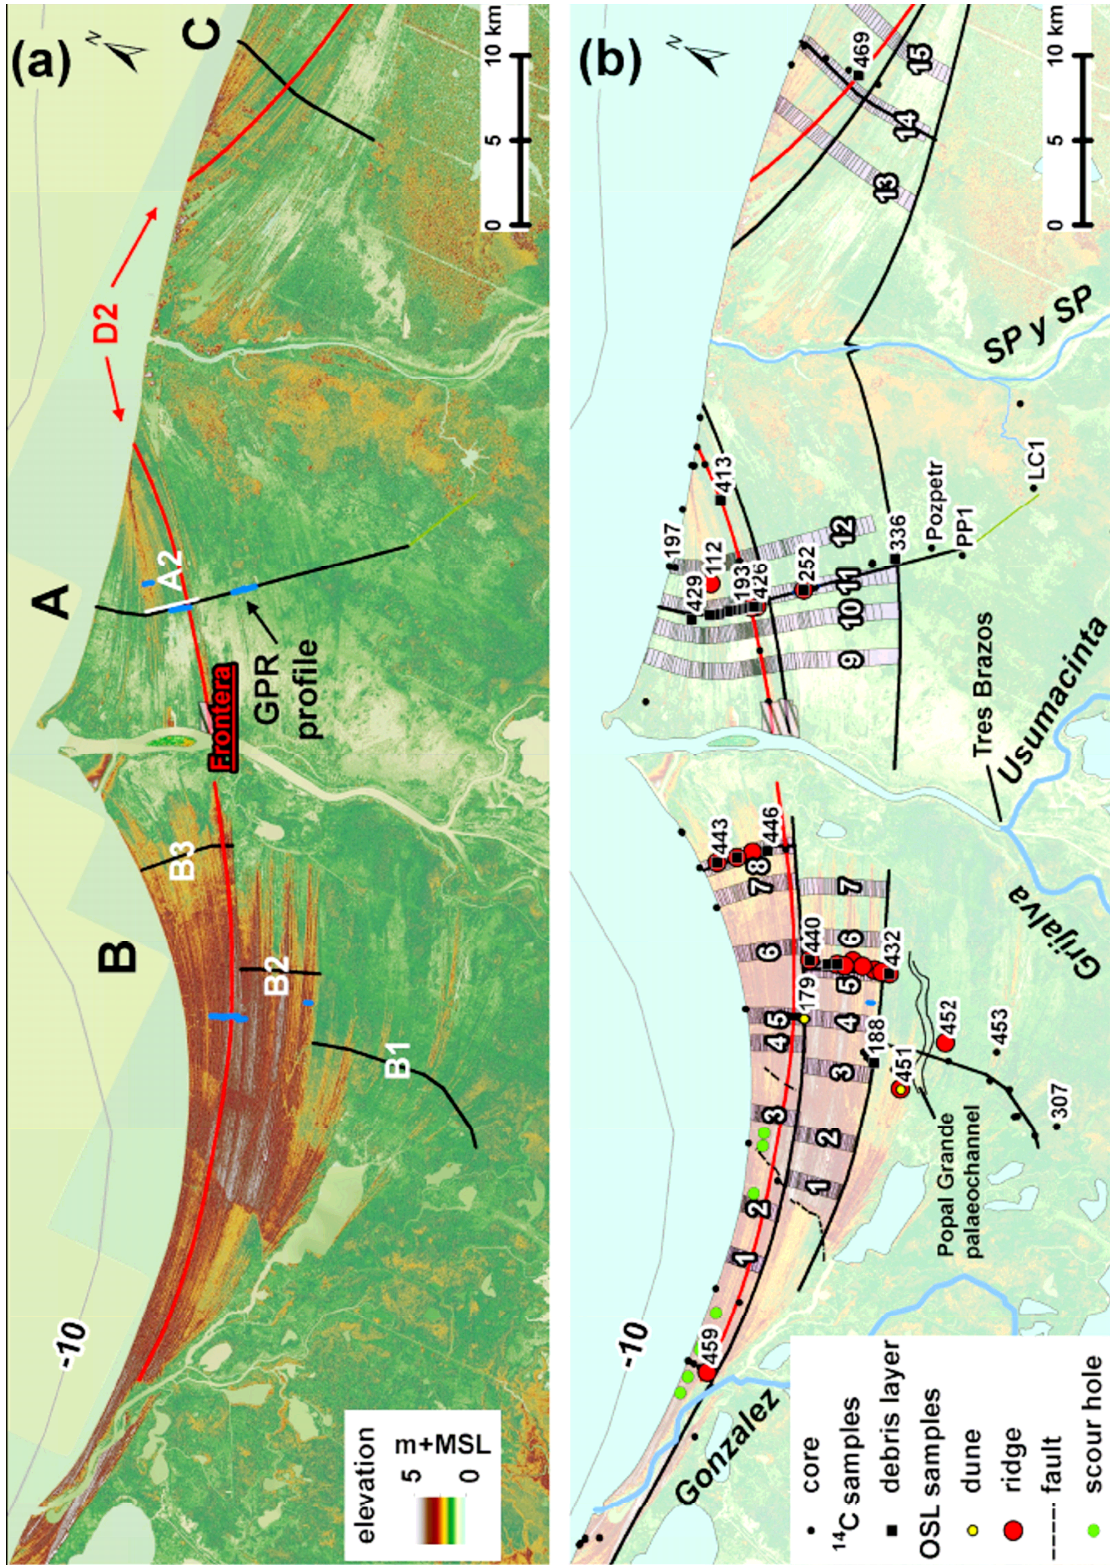 (a)
N
C
10 km
5
0
D2
A
A2
GPR
profile
Frontera
B
B3
B2
B1
-10
elevation
m+MSL
5
0
(b)
N
10 km
5
0
469
15
14
13
SP y SP
413
197
12
112
429
193
426
252
11
336
Pozpetr
PP1
LC1
10
9
Tres Brazos
Usumacinta
Grijalva
443
446
8
7
7
6
6
440
432
5
5
179
4
4
188
3
3
452
453
451
307
2
2
1
1
Popal Grande
palaeochannel
459
Gonzalez
-10
core
14C samples
debris layer
OSL samples
dune
ridge
fault
scour hole